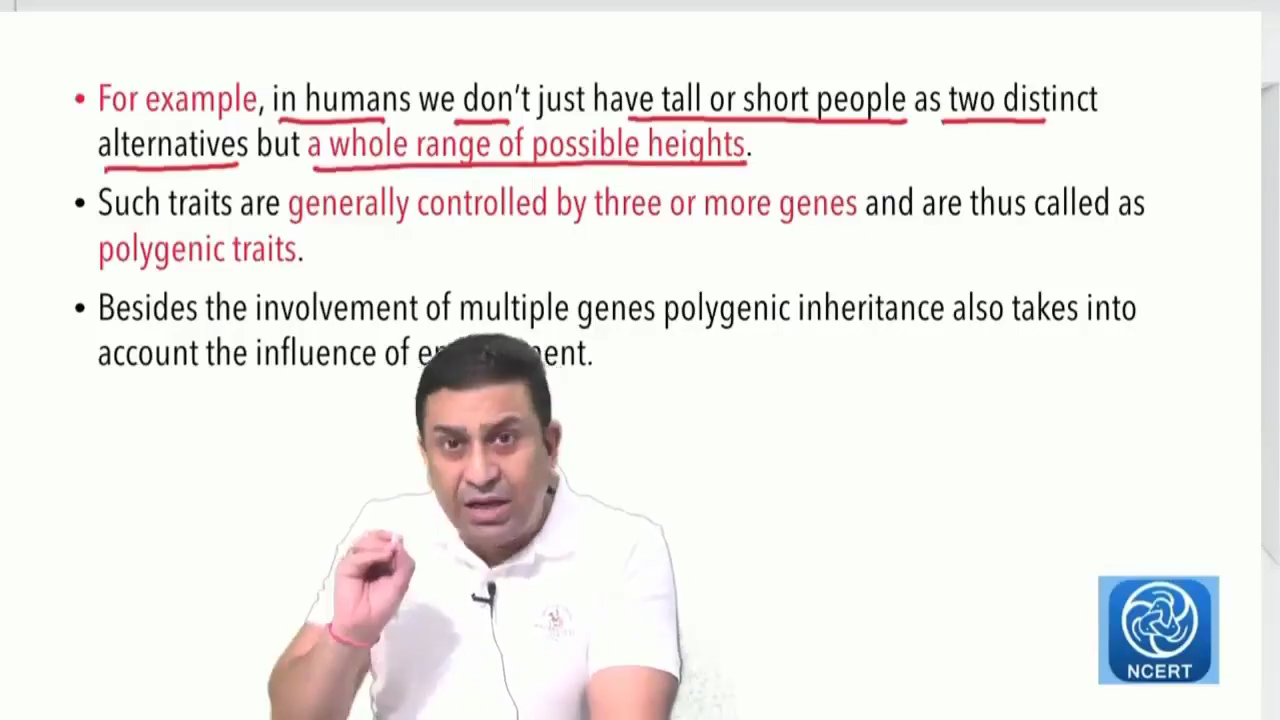 • For example, in humans we don't just have tall or short people as two distinct
alternatives but a whole range of possible heights.
• Such traits are generally controlled by three or more genes and are thus called as
polygenic traits.
• Besides the involvement of multiple genes polygenic inheritance also takes into
account the influence of
NCERT